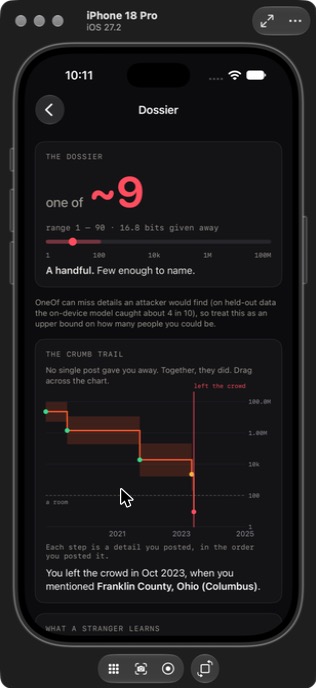 iPhone 18 Pro
iOS 27.2
10:11
Dossier
THE DOSSIER
one of ~9
range 1 — 90 · 16.8 bits given away
1 100 10k 1M 100M
A handful. Few enough to name.
OneOf can miss details an attacker would find (on held-out data
the on-device model caught about 4 in 10), so treat this as an
upper bound on how many people you could be.
THE CRUMB TRAIL
No single post gave you away. Together, they did. Drag
across the chart.
left the crowd
100.0M
1.00M
10k
100
a room
1
2021 2023 2025
Each step is a detail you posted, in the order
you posted it.
You left the crowd in Oct 2023, when you
mentioned Franklin County, Ohio (Columbus).
WHAT A STRANGER LEARNS